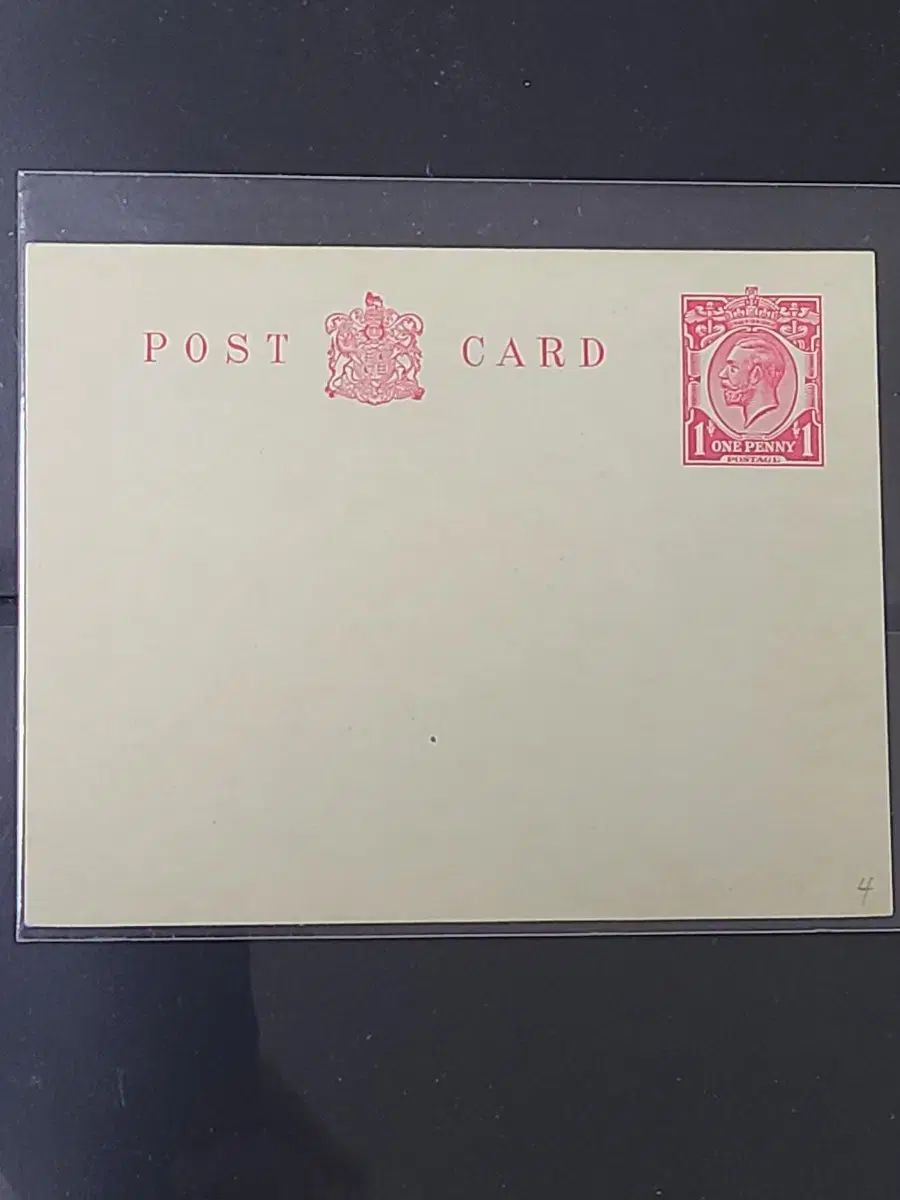 POST CARD
1 ONE PENNY 1
POSTAGE
4